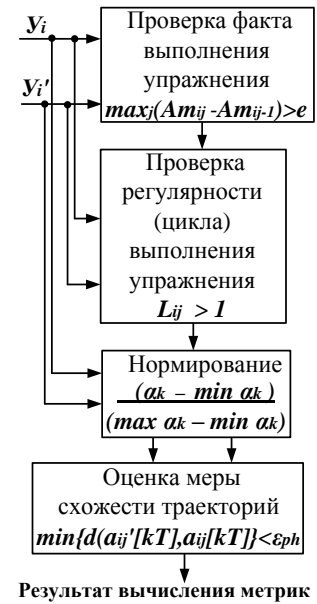 yi
yi'
Проверка факта
выполнения
упражнения
maxj(Amij -Amij-1)>e
Проверка
регулярности
(цикла)
выполнения
упражнения
Lij > 1
Нормирование
(αk – min αk)
(max αk – min αk)
Оценка меры
схожести траекторий
min{d(aij'[kT],aij[kT]}<εph
Результат вычисления метрик